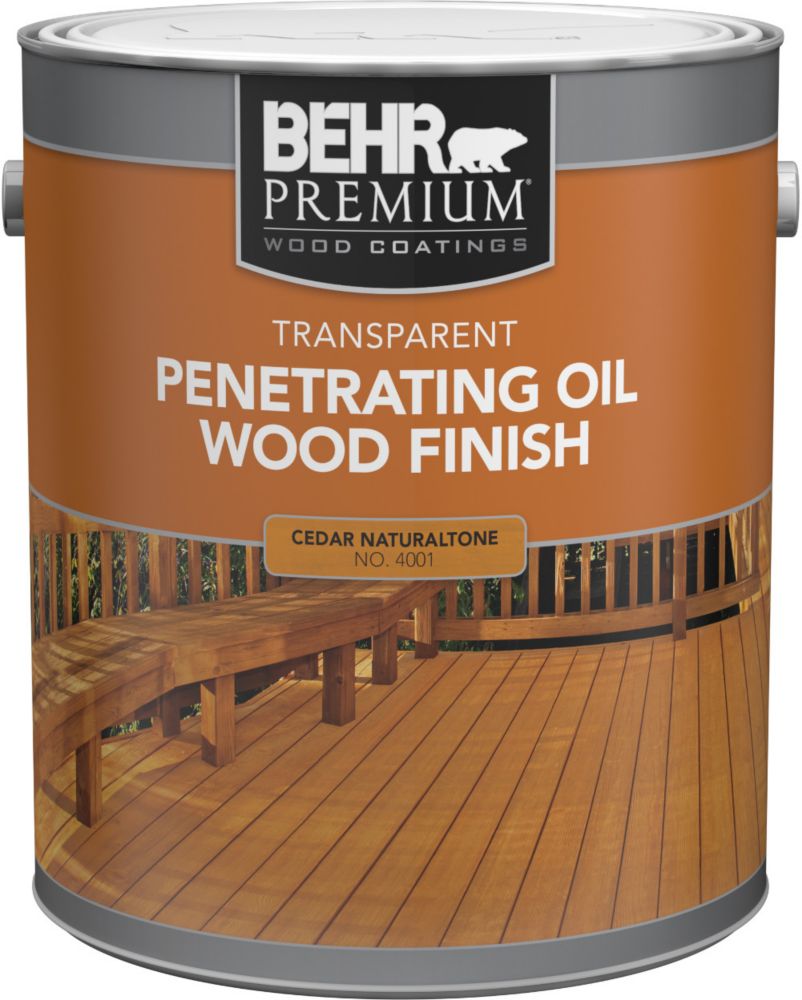 BEHR
PREMIUM®
WOOD COATINGS
TRANSPARENT
PENETRATING OIL
WOOD FINISH
CEDAR NATURALTONE
NO. 4001